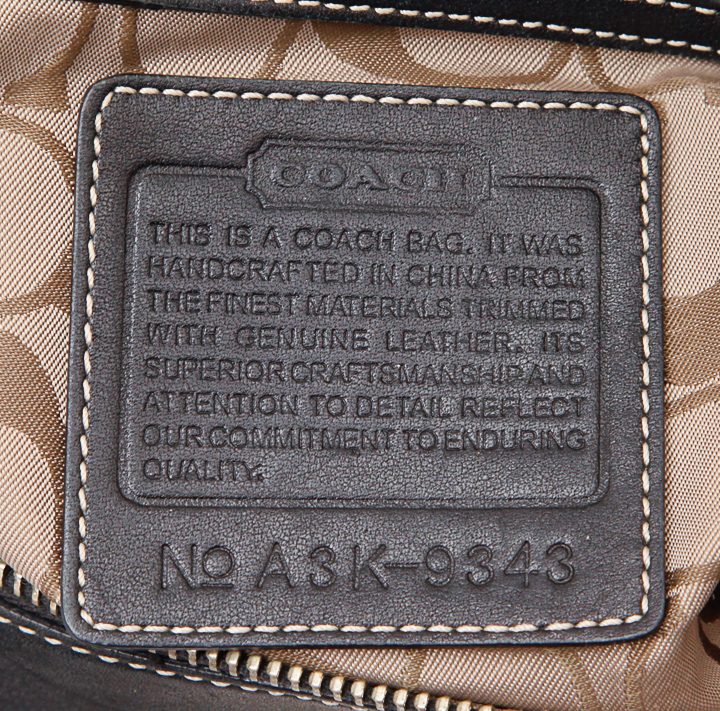 COACH
THIS IS A COACH BAG. IT WAS
HANDCRAFTED IN CHINA FROM
THE FINEST MATERIALS TRIMMED
WITH GENUINE LEATHER. ITS
SUPERIOR CRAFTSMANSHIP AND
ATTENTION TO DETAIL REFLECT
OUR COMMITMENT TO ENDURING
QUALITY.
No A3K-9343